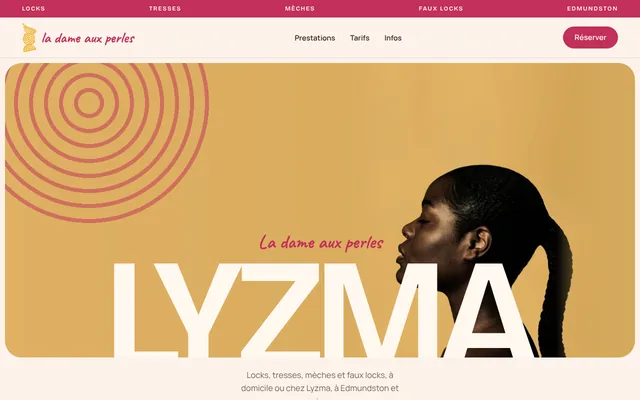 LOCKS TRESSES MÈCHES FAUX LOCKS EDMUNDSTON
la dame aux perles Prestations Tarifs Infos Réserver
La dame aux perles
LYZMA
Locks, tresses, mèches et faux locks, à
domicile ou chez Lyzma, à Edmundston et